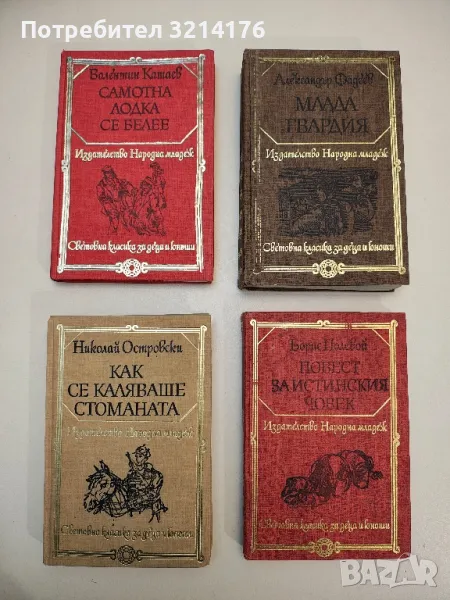 Потребител 3214176
Валентин Катаев
САМОТНА
ЛОДКА
СЕ БЕЛЕЕ
Издателство Народна младеж
Световна класика за деца и юноши
Александър Фадеев
МЛАДА
ГВАРДИЯ
Издателство Народна младеж
Световна класика за деца и юноши
Николай Островски
КАК
СЕ КАЛЯВАШЕ
СТОМАНАТА
Издателство Народна младеж
Световна класика за деца и юноши
Борис Полевой
ПОВЕСТ
ЗА ИСТИНСКИЯ
ЧОВЕК
Издателство Народна младеж
Световна класика за деца и юноши
bazar